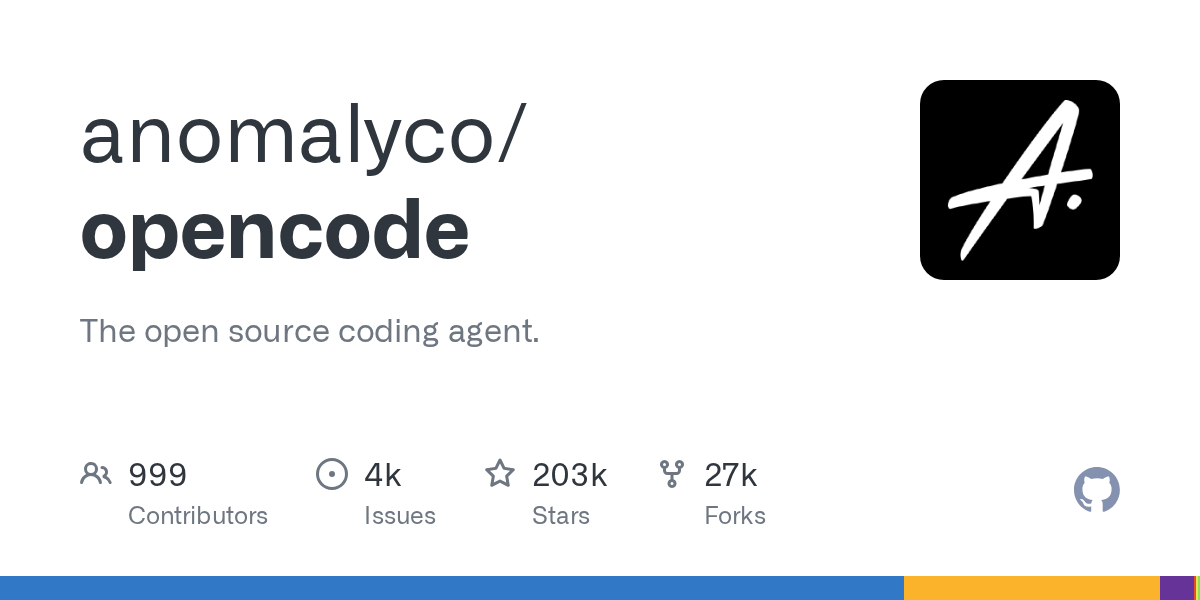 anomalyco/
opencode
The open source coding agent.
999
Contributors
4k
Issues
203k
Stars
27k
Forks
A.